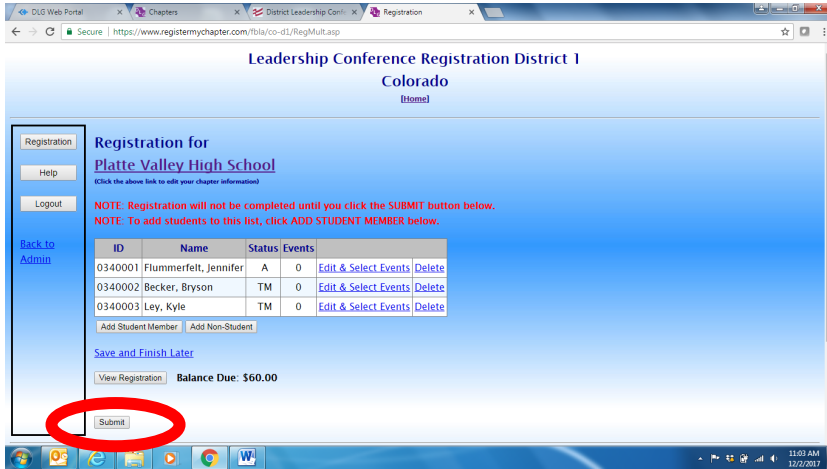 DLG Web Portal
Chapters
District Leadership Confe
Registration
Secure | https://www.registermychapter.com/fbla/co-d1/RegMult.asp
Leadership Conference Registration District 1
Colorado
[Home]
Registration
Help
Logout
Back to
Admin
Registration for
Platte Valley High School
(Click the above link to edit your chapter information)
NOTE: Registration will not be completed until you click the SUBMIT button below.
NOTE: To add students to this list, click ADD STUDENT MEMBER below.
ID Name Status Events
0340001 Flummerfelt, Jennifer A 0 Edit & Select Events Delete
0340002 Becker, Bryson TM 0 Edit & Select Events Delete
0340003 Ley, Kyle TM 0 Edit & Select Events Delete
Add Student Member Add Non-Student
Save and Finish Later
View Registration Balance Due: $60.00
Submit
11:03 AM
12/2/2017